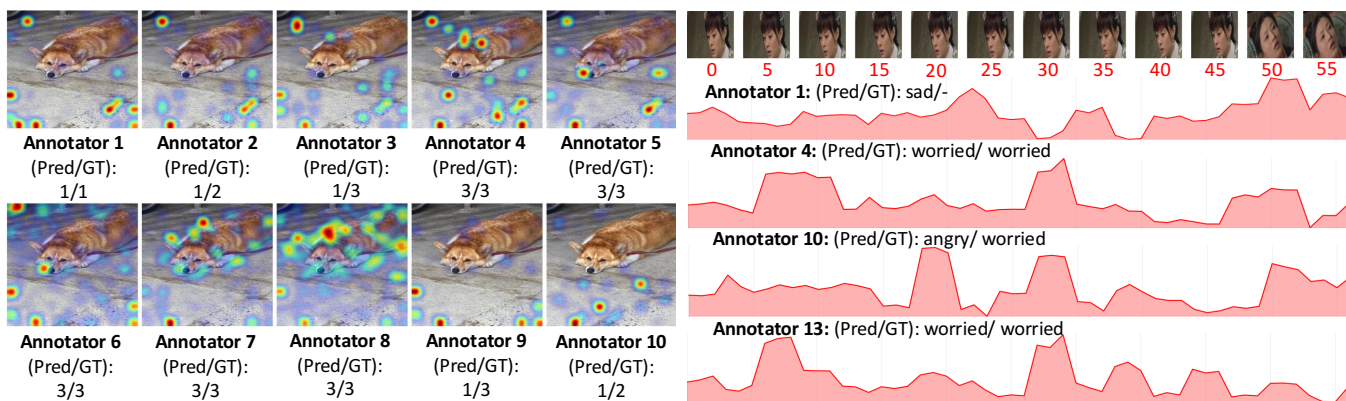 Annotator 1
(Pred/GT):
1/1
Annotator 2
(Pred/GT):
1/2
Annotator 3
(Pred/GT):
1/3
Annotator 4
(Pred/GT):
3/3
Annotator 5
(Pred/GT):
3/3
Annotator 6
(Pred/GT):
3/3
Annotator 7
(Pred/GT):
3/3
Annotator 8
(Pred/GT):
3/3
Annotator 9
(Pred/GT):
1/3
Annotator 10
(Pred/GT):
1/2
0 5 10 15 20 25 30 35 40 45 50 55
Annotator 1: (Pred/GT): sad/-
Annotator 4: (Pred/GT): worried/ worried
Annotator 10: (Pred/GT): angry/ worried
Annotator 13: (Pred/GT): worried/ worried